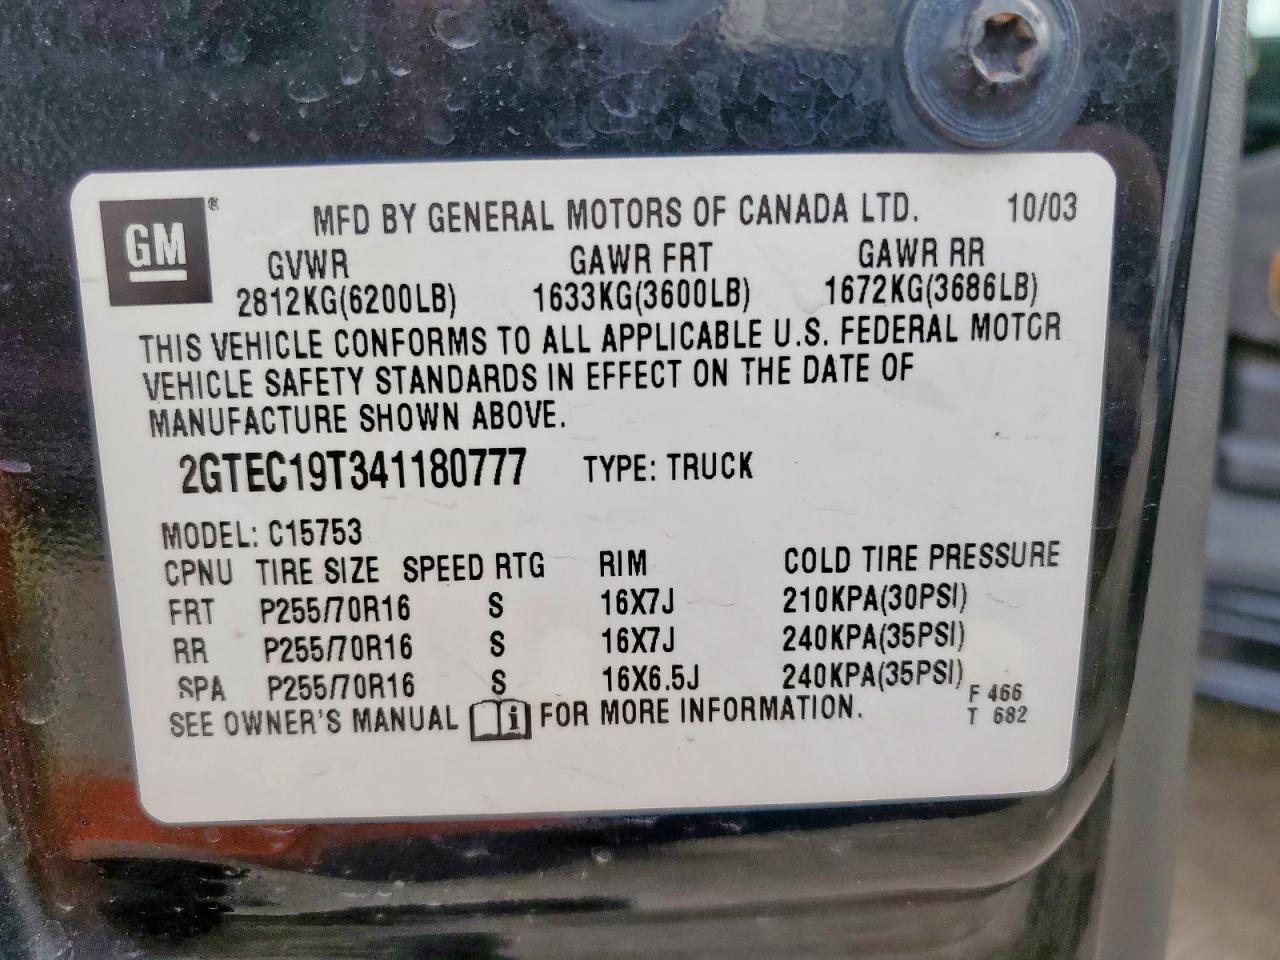 GM ® MFD BY GENERAL MOTORS OF CANADA LTD. 10/03
GVWR GAWR FRT GAWR RR
2812KG(6200LB) 1633KG(3600LB) 1672KG(3686LB)
THIS VEHICLE CONFORMS TO ALL APPLICABLE U.S. FEDERAL MOTOR
VEHICLE SAFETY STANDARDS IN EFFECT ON THE DATE OF
MANUFACTURE SHOWN ABOVE.
2GTEC19T341180777 TYPE: TRUCK
MODEL: C15753
CPNU TIRE SIZE SPEED RTG RIM COLD TIRE PRESSURE
FRT P255/70R16 S 16X7J 210KPA(30PSI)
RR P255/70R16 S 16X7J 240KPA(35PSI)
SPA P255/70R16 S 16X6.5J 240KPA(35PSI)
SEE OWNER'S MANUAL i FOR MORE INFORMATION.
F 466
T 682